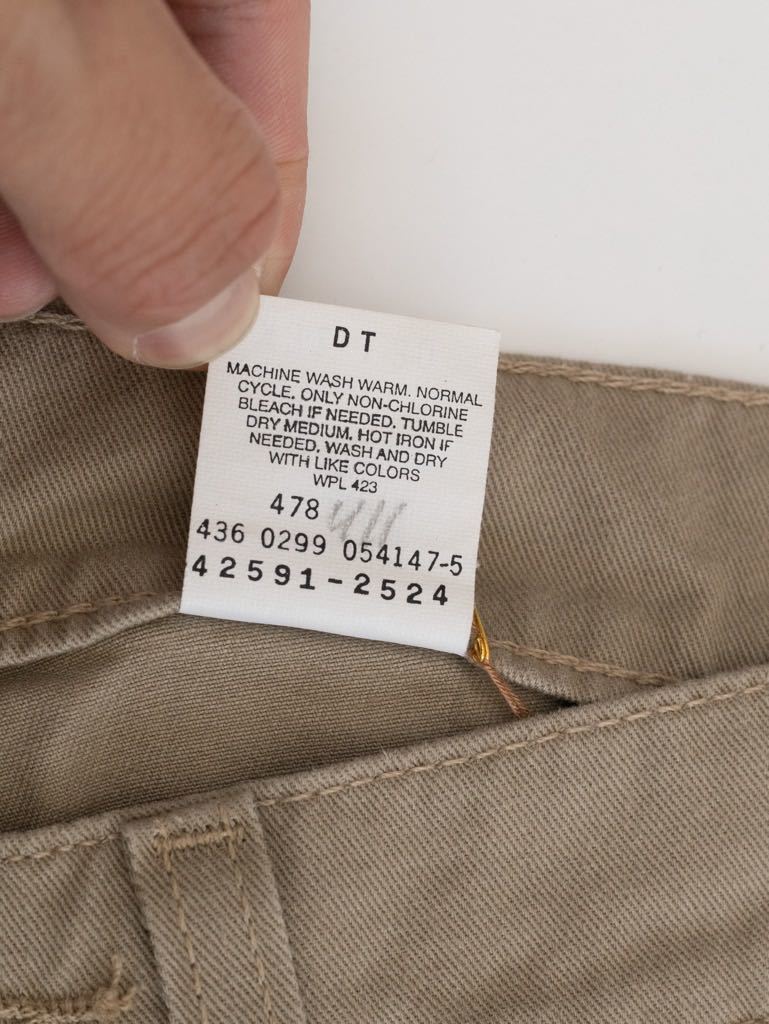 DT
MACHINE WASH WARM. NORMAL
CYCLE. ONLY NON-CHLORINE
BLEACH IF NEEDED. TUMBLE
DRY MEDIUM. HOT IRON IF
NEEDED. WASH AND DRY
WITH LIKE COLORS
WPL 423
478
436 0299 054147-5
42591-2524